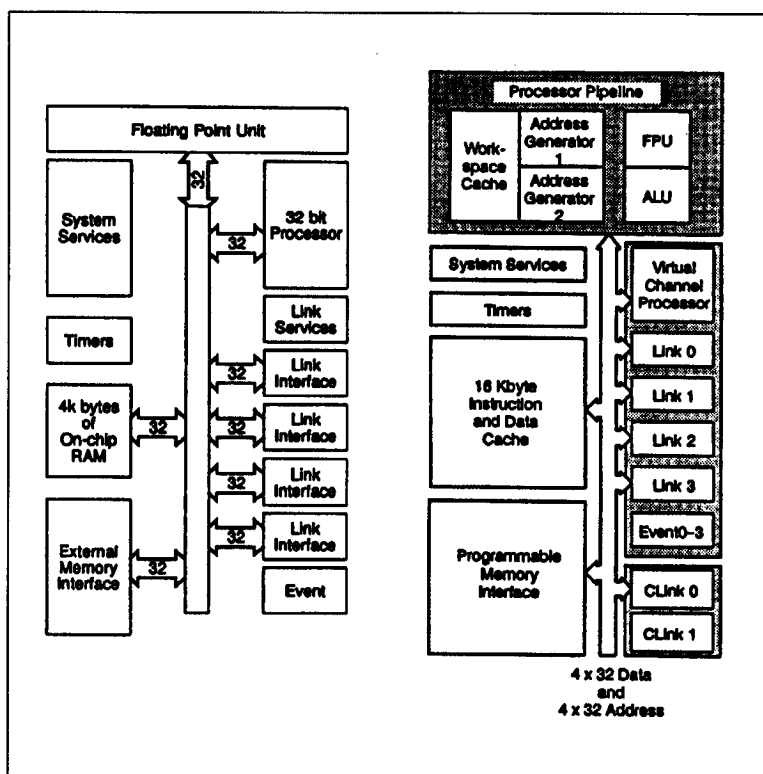 Floating Point Unit
32
System
Services
32 bit
Processor
32
Link
Services
Timers
Link
Interface
32
4k bytes
of
On-chip
RAM
32
Link
Interface
32
Link
Interface
32
Link
Interface
32
External
Memory
Interface
32
Event
Processor Pipeline
Work-
space
Cache
Address
Generator
1
Address
Generator
2
FPU
ALU
System Services
Timers
16 Kbyte
Instruction
and Data
Cache
Programmable
Memory
Interface
Virtual
Channel
Processor
Link 0
Link 1
Link 2
Link 3
Event0-3
CLink 0
CLink 1
4 x 32 Data
and
4 x 32 Address